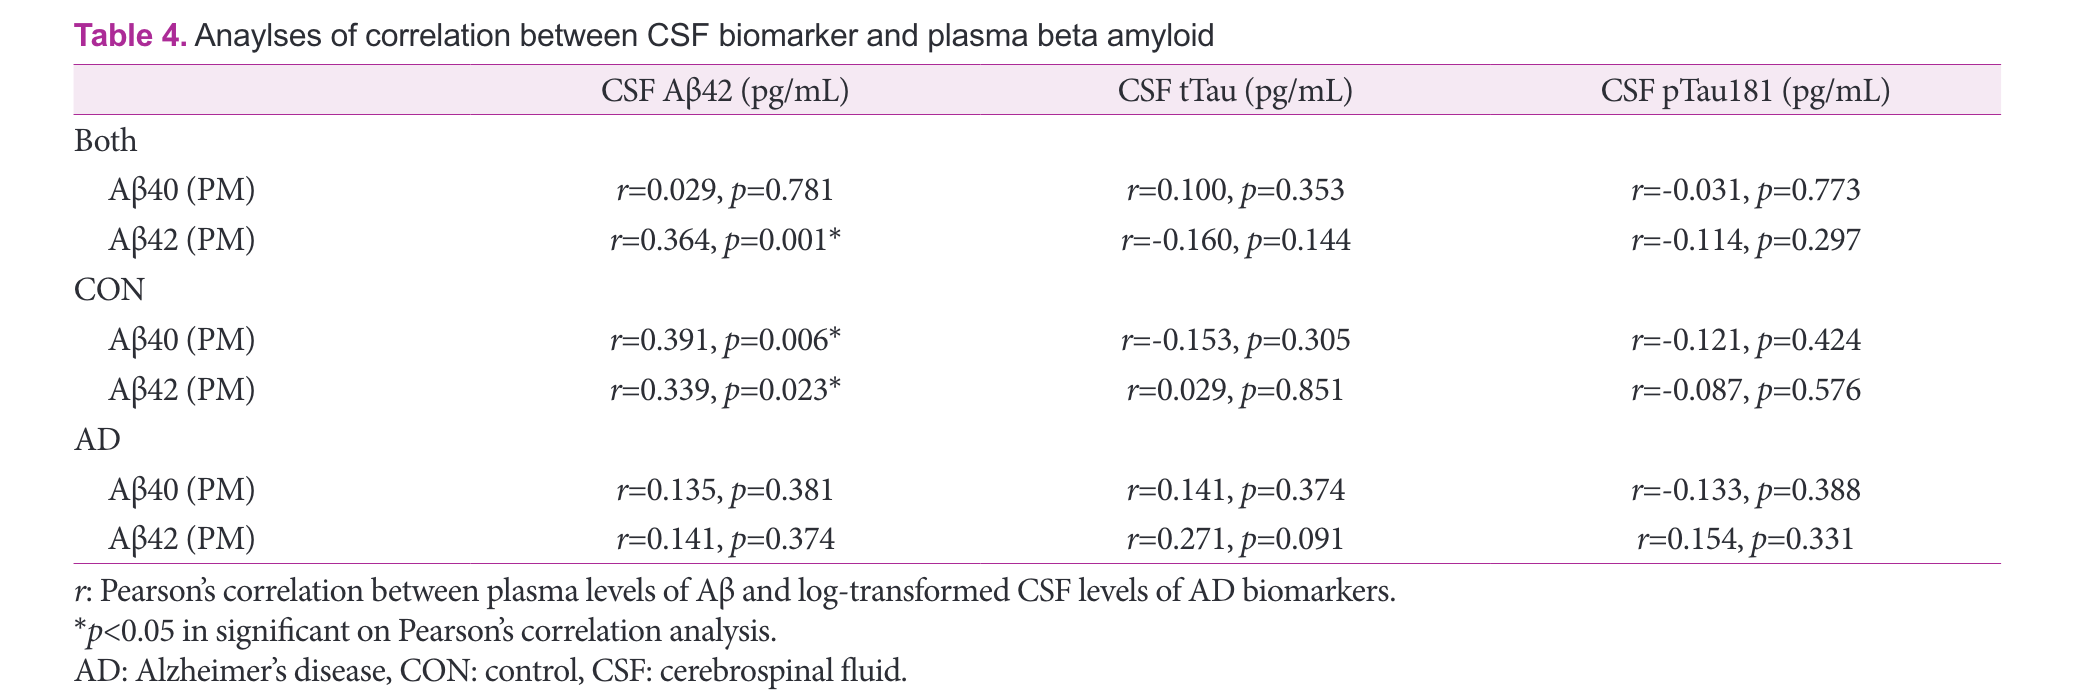 Table 4. Anaylses of correlation between CSF biomarker and plasma beta amyloid
CSF Aβ42 (pg/mL) CSF tTau (pg/mL) CSF pTau181 (pg/mL)
Both
Aβ40 (PM) r=0.029, p=0.781 r=0.100, p=0.353 r=-0.031, p=0.773
Aβ42 (PM) r=0.364, p=0.001* r=-0.160, p=0.144 r=-0.114, p=0.297
CON
Aβ40 (PM) r=0.391, p=0.006* r=-0.153, p=0.305 r=-0.121, p=0.424
Aβ42 (PM) r=0.339, p=0.023* r=0.029, p=0.851 r=-0.087, p=0.576
AD
Aβ40 (PM) r=0.135, p=0.381 r=0.141, p=0.374 r=-0.133, p=0.388
Aβ42 (PM) r=0.141, p=0.374 r=0.271, p=0.091 r=0.154, p=0.331
r: Pearson's correlation between plasma levels of Aβ and log-transformed CSF levels of AD biomarkers.
*p<0.05 in significant on Pearson's correlation analysis.
AD: Alzheimer's disease, CON: control, CSF: cerebrospinal fluid.